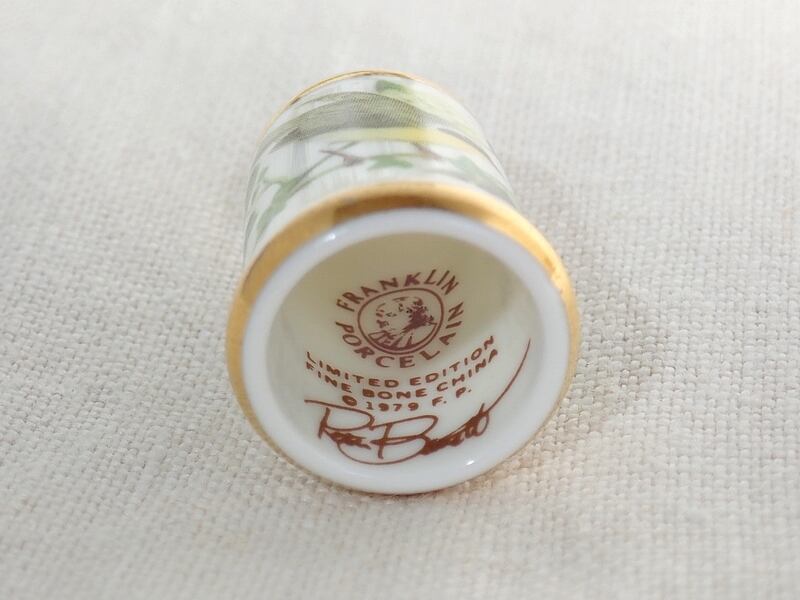 FRANKLIN
PORCELAIN
LIMITED EDITION
FINE BONE CHINA
© 1979 F. P.